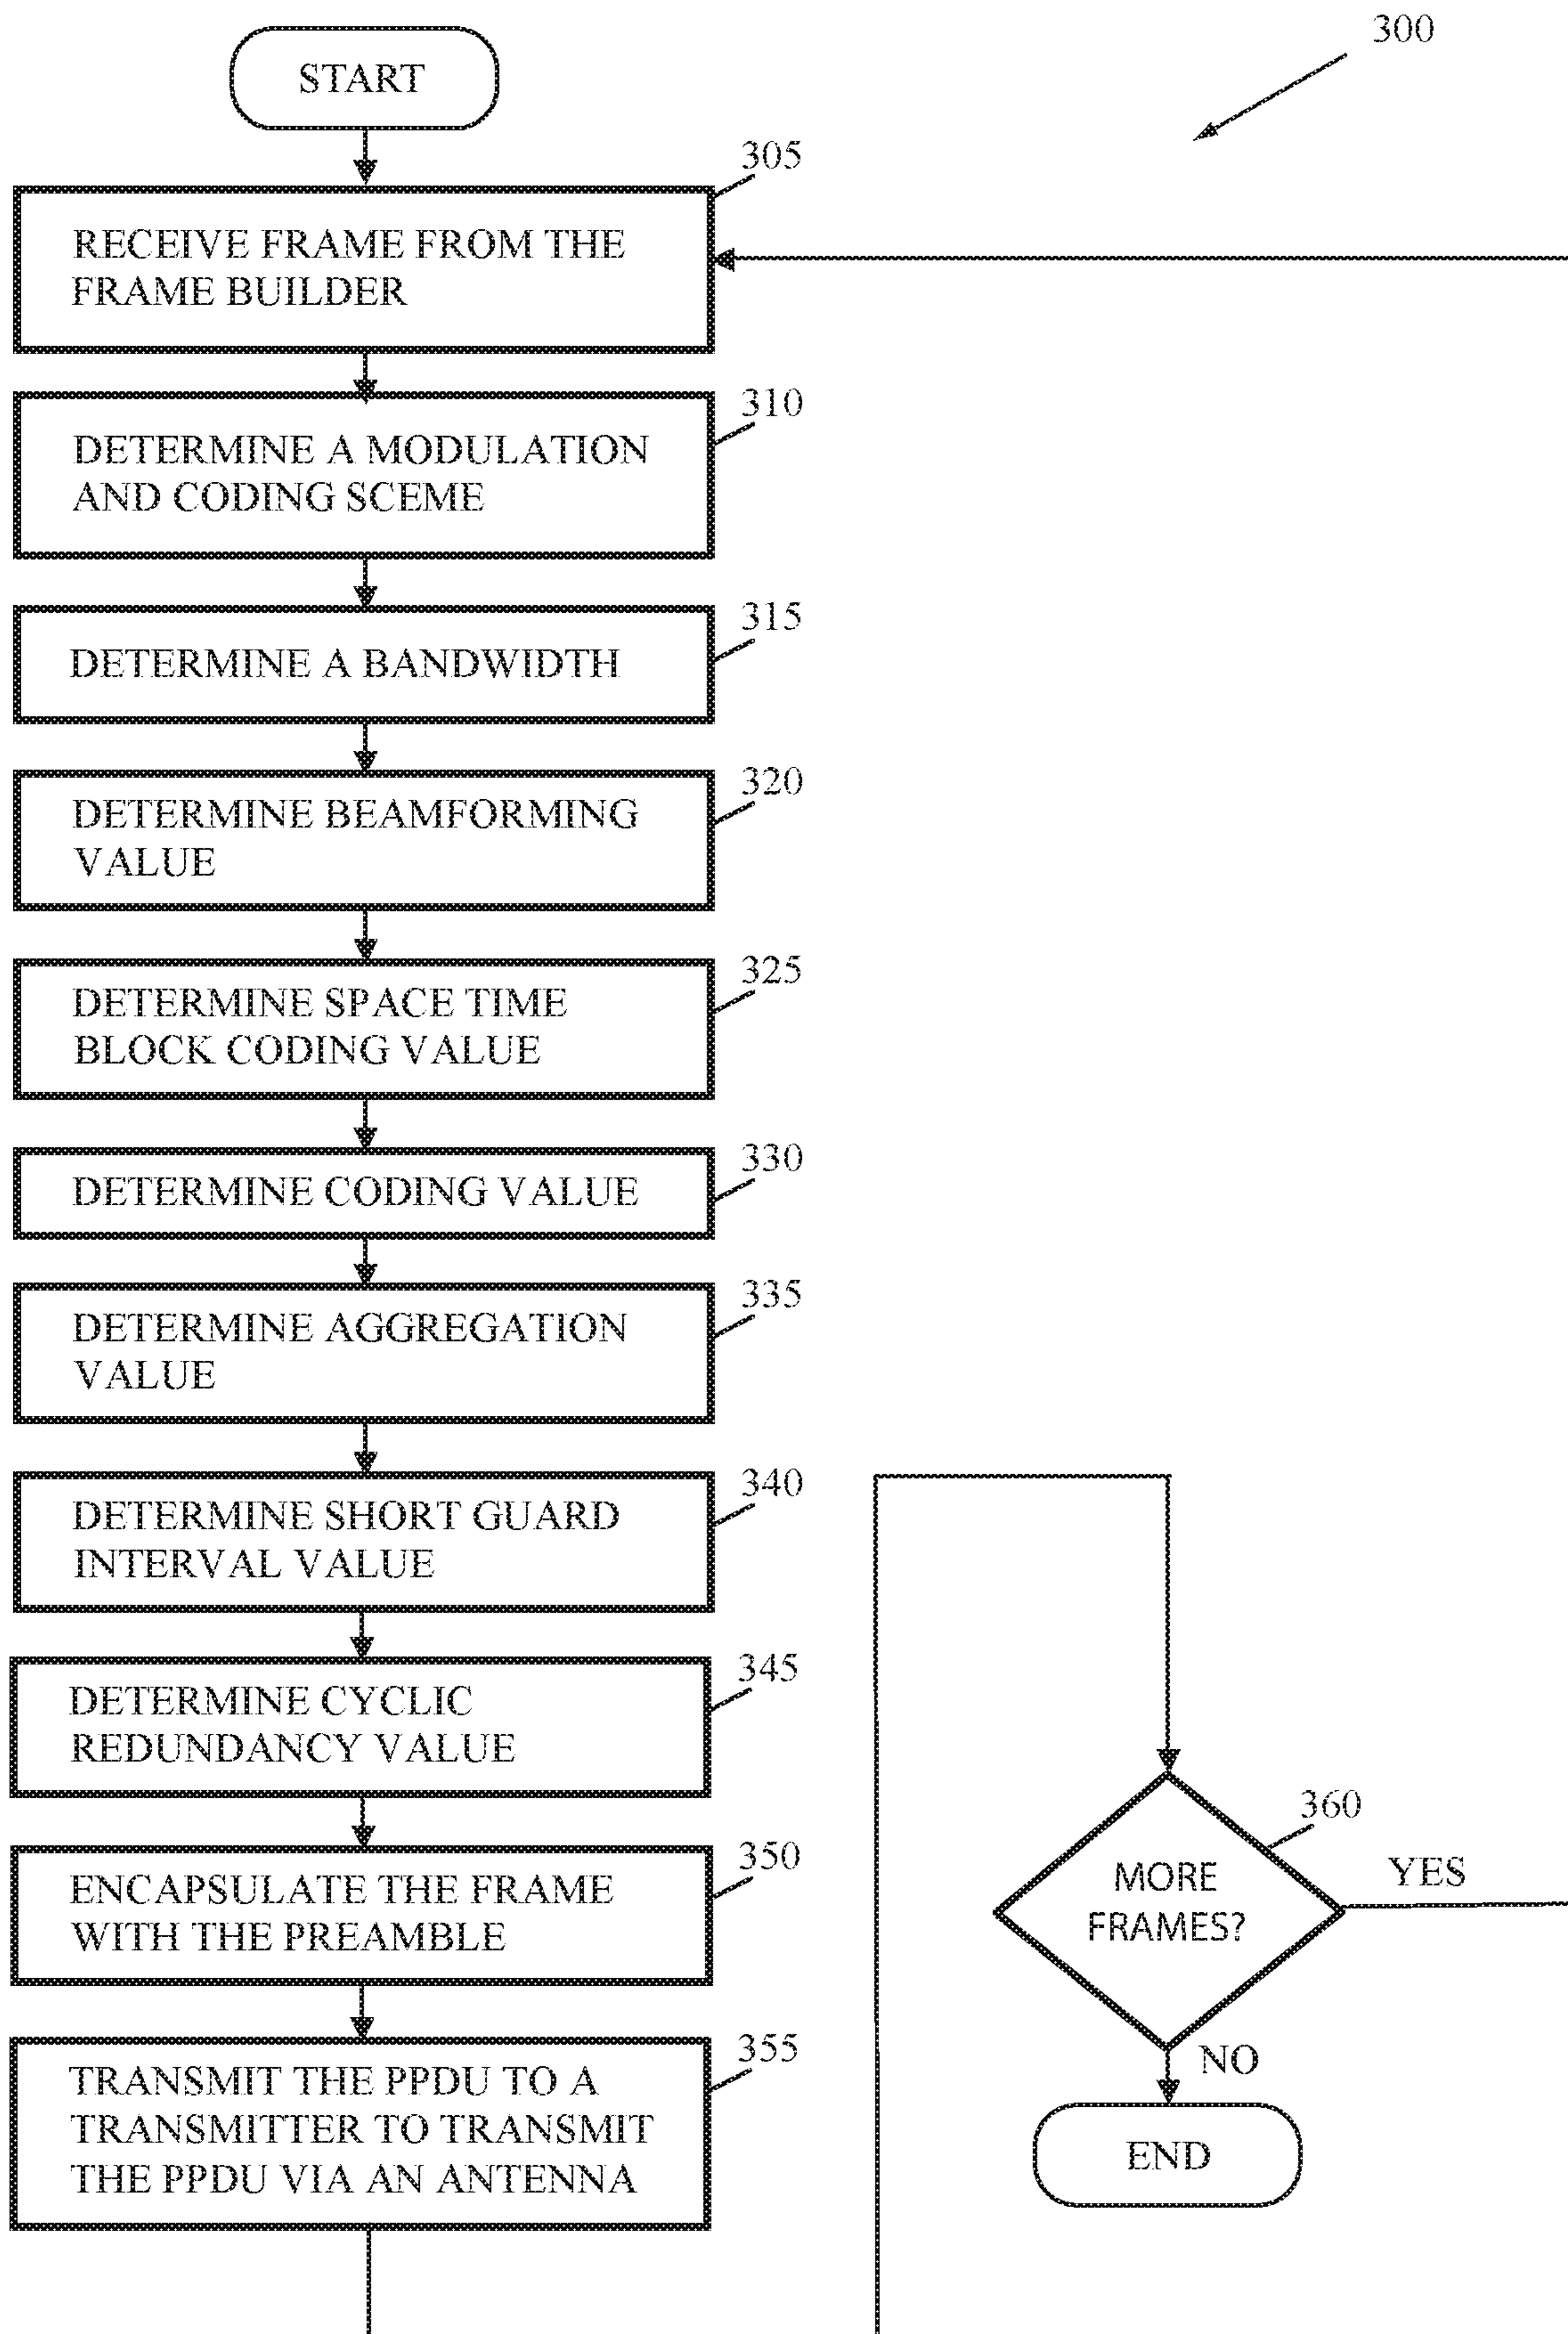 300
START
305
RECEIVE FRAME FROM THE
FRAME BUILDER
310
DETERMINE A MODULATION
AND CODING SCEME
315
DETERMINE A BANDWIDTH
320
DETERMINE BEAMFORMING
VALUE
325
DETERMINE SPACE TIME
BLOCK CODING VALUE
330
DETERMINE CODING VALUE
335
DETERMINE AGGREGATION
VALUE
340
DETERMINE SHORT GUARD
INTERVAL VALUE
345
DETERMINE CYCLIC
REDUNDANCY VALUE
350
ENCAPSULATE THE FRAME
WITH THE PREAMBLE
355
TRANSMIT THE PPDU TO A
TRANSMITTER TO TRANSMIT
THE PPDU VIA AN ANTENNA
360
MORE
FRAMES?
YES
NO
END